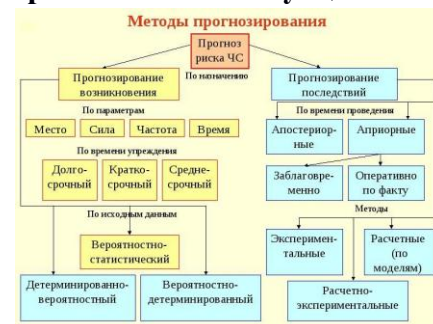 Методы прогнозирования
Прогноз
риска ЧС
По назначению
Прогнозирование
возникновения
Прогнозирование
последствий
По параметрам
Место
Сила
Частота
Время
По времени упреждения
Долго-
срочный
Кратко-
срочный
Средне-
срочный
По исходным данным
Вероятностно-
статистический
Детерминированно-
вероятностный
Вероятностно-
детерминированный
По времени проведения
Апостериор-
ные
Априорные
Заблаговре-
менно
Оперативно
по факту
Методы
Эксперимен-
тальные
Расчетные
(по
моделям)
Расчетно-
экспериментальные